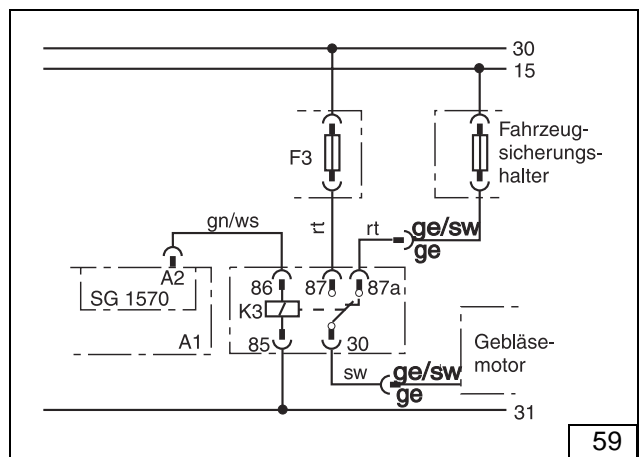 30
15
F3
Fahrzeug-
sicherungs-
halter
gn/ws
rt
rt
ge/sw
ge
A2
SG 1570
A1
86
87
87a
K3
85
30
Gebläse-
motor
sw
ge/sw
ge
31
59